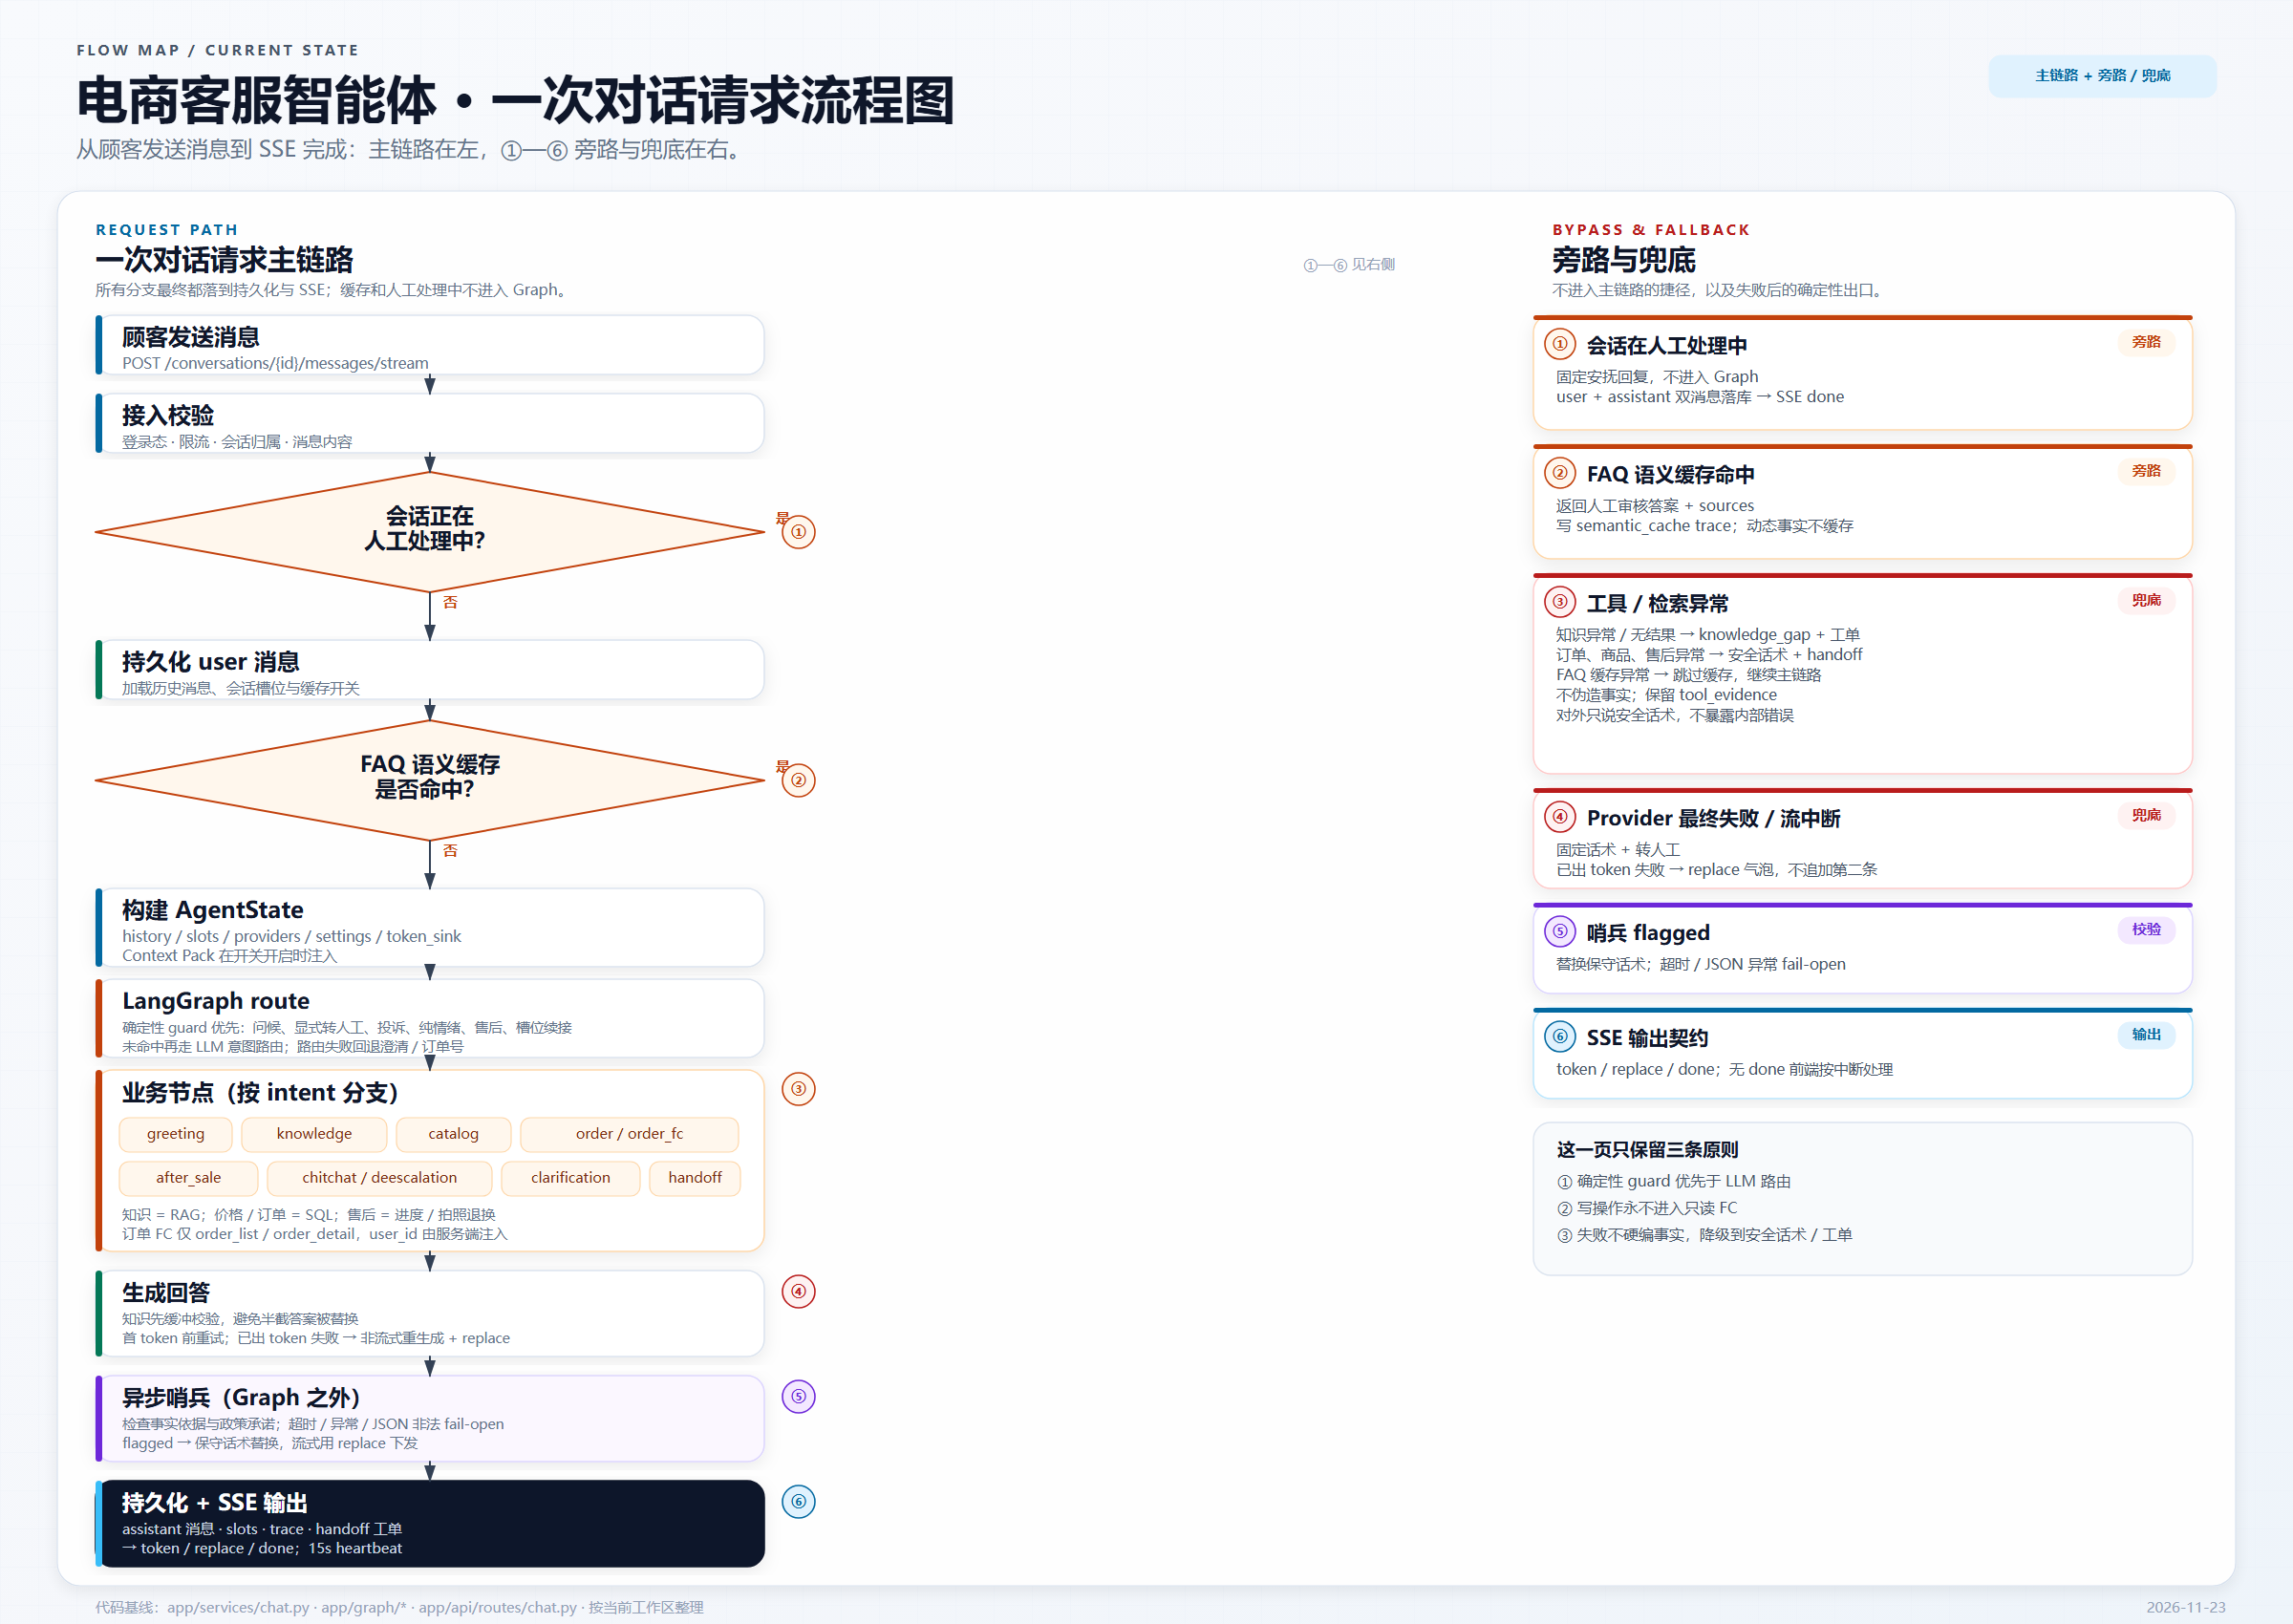 FLOW MAP / CURRENT STATE
电商客服智能体 · 一次对话请求流程图
从顾客发送消息到 SSE 完成：主链路在左，①—⑥ 旁路与兜底在右。
主链路 + 旁路 / 兜底
REQUEST PATH
一次对话请求主链路
所有分支最终都落到持久化与 SSE；缓存和人工处理中不进入 Graph。
①—⑥ 见右侧
顾客发送消息
POST /conversations/{id}/messages/stream
接入校验
登录态 · 限流 · 会话归属 · 消息内容
会话正在
人工处理中？
是
①
否
持久化 user 消息
加载历史消息、会话槽位与缓存开关
FAQ 语义缓存
是否命中？
是
②
否
构建 AgentState
history / slots / providers / settings / token_sink
Context Pack 在开关开启时注入
LangGraph route
确定性 guard 优先：问候、显式转人工、投诉、纯情绪、售后、槽位续接
未命中再走 LLM 意图路由；路由失败回退澄清 / 订单号
业务节点（按 intent 分支）
③
greeting
knowledge
catalog
order / order_fc
after_sale
chitchat / deescalation
clarification
handoff
知识 = RAG；价格 / 订单 = SQL；售后 = 进度 / 拍照退换
订单 FC 仅 order_list / order_detail，user_id 由服务端注入
生成回答
④
知识先缓冲校验，避免半截答案被替换
首 token 前重试；已出 token 失败 → 非流式重生成 + replace
异步哨兵（Graph 之外）
⑤
检查事实依据与政策承诺；超时 / 异常 / JSON 非法 fail-open
flagged → 保守话术替换，流式用 replace 下发
持久化 + SSE 输出
⑥
assistant 消息 · slots · trace · handoff 工单
→ token / replace / done；15s heartbeat
BYPASS & FALLBACK
旁路与兜底
不进入主链路的捷径，以及失败后的确定性出口。
① 会话在人工处理中
旁路
固定安抚回复，不进入 Graph
user + assistant 双消息落库 → SSE done
② FAQ 语义缓存命中
旁路
返回人工审核答案 + sources
写 semantic_cache trace；动态事实不缓存
③ 工具 / 检索异常
兜底
知识异常 / 无结果 → knowledge_gap + 工单
订单、商品、售后异常 → 安全话术 + handoff
FAQ 缓存异常 → 跳过缓存，继续主链路
不伪造事实；保留 tool_evidence
对外只说安全话术，不暴露内部错误
④ Provider 最终失败 / 流中断
兜底
固定话术 + 转人工
已出 token 失败 → replace 气泡，不追加第二条
⑤ 哨兵 flagged
校验
替换保守话术；超时 / JSON 异常 fail-open
⑥ SSE 输出契约
输出
token / replace / done；无 done 前端按中断处理
这一页只保留三条原则
① 确定性 guard 优先于 LLM 路由
② 写操作永不进入只读 FC
③ 失败不硬编事实，降级到安全话术 / 工单
代码基线：app/services/chat.py · app/graph/* · app/api/routes/chat.py · 按当前工作区整理
2026-11-23